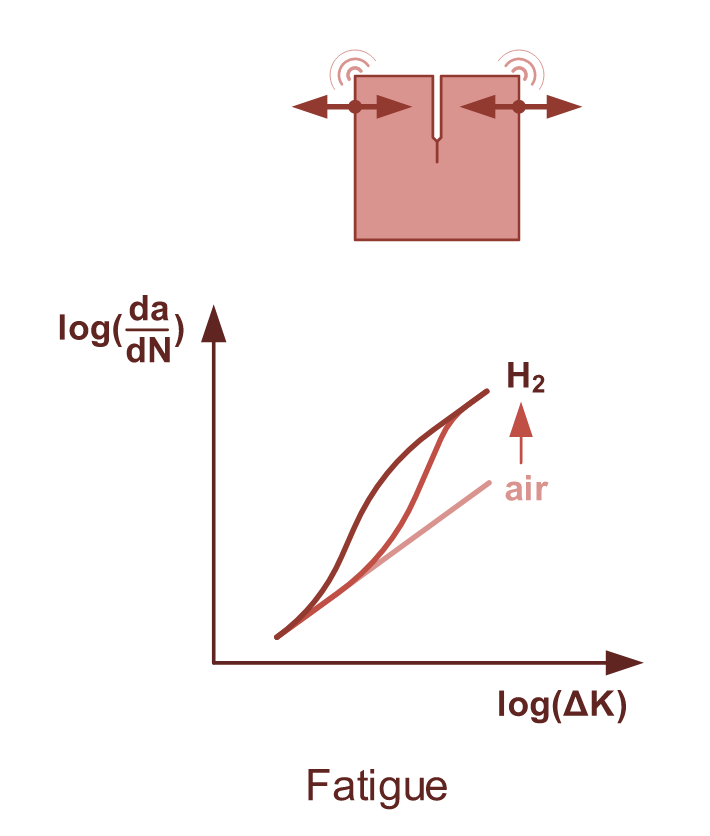 log(da/dN)
H₂
air
log(ΔK)
Fatigue